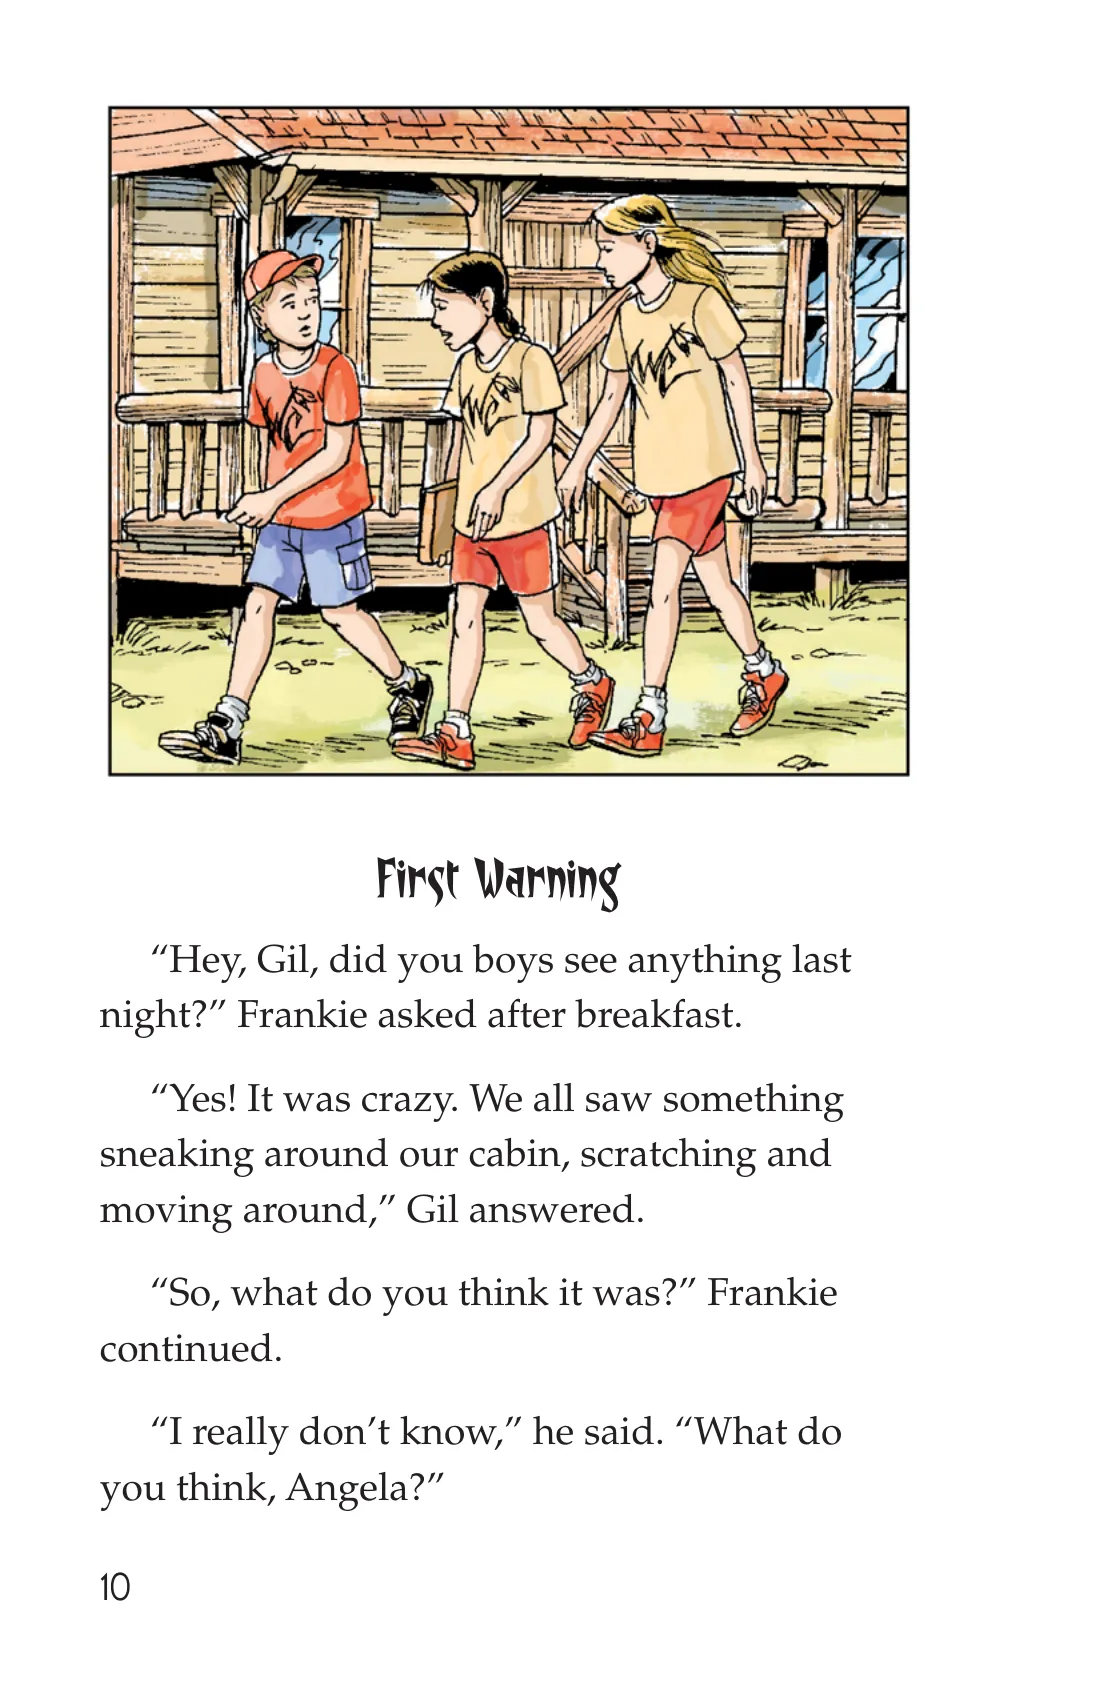 First Warning
“Hey, Gil, did you boys see anything last
night?” Frankie asked after breakfast.
“Yes! It was crazy. We all saw something
sneaking around our cabin, scratching and
moving around,” Gil answered.
“So, what do you think it was?” Frankie
continued.
“I really don’t know,” he said. “What do
you think, Angela?”
10